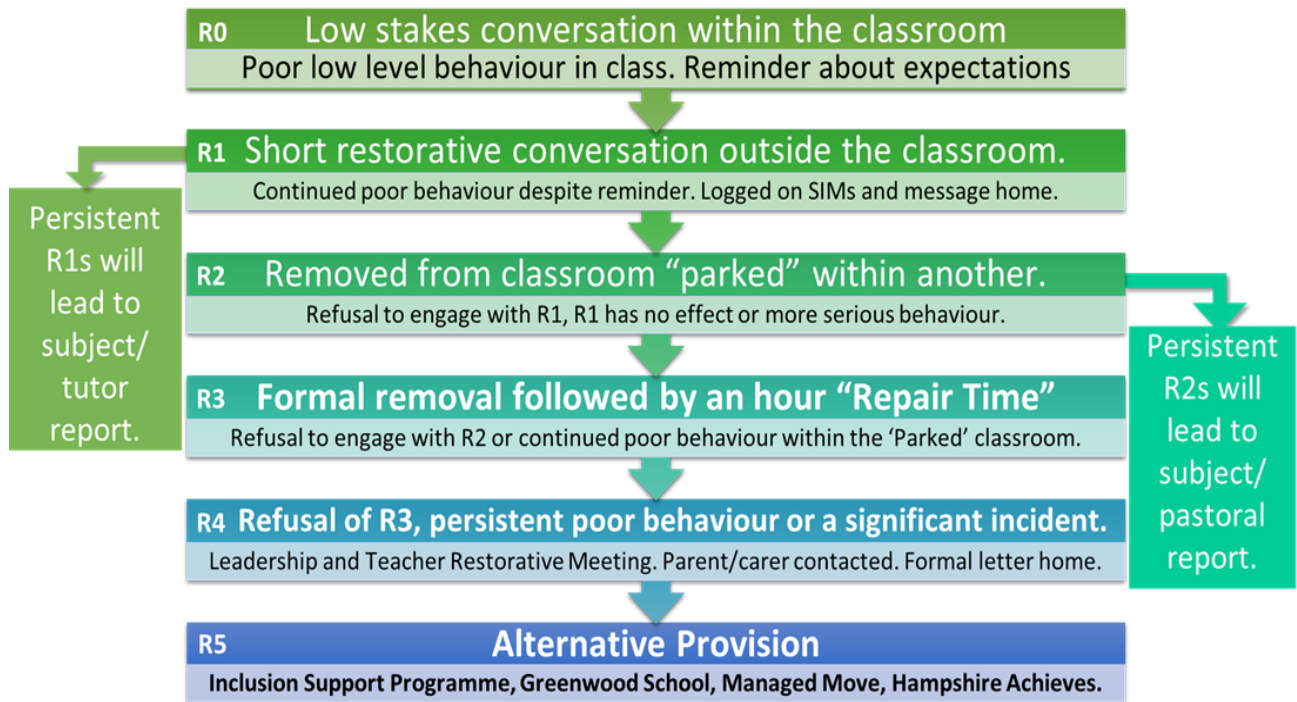 R0 Low stakes conversation within the classroom
Poor low level behaviour in class. Reminder about expectations
R1 Short restorative conversation outside the classroom.
Continued poor behaviour despite reminder. Logged on SIMs and message home.
Persistent
R1s will
lead to
subject/
tutor
report.
R2 Removed from classroom “parked” within another.
Refusal to engage with R1, R1 has no effect or more serious behaviour.
Persistent
R2s will
lead to
subject/
pastoral
report.
R3 Formal removal followed by an hour “Repair Time”
Refusal to engage with R2 or continued poor behaviour within the ‘Parked’ classroom.
R4 Refusal of R3, persistent poor behaviour or a significant incident.
Leadership and Teacher Restorative Meeting. Parent/carer contacted. Formal letter home.
R5 Alternative Provision
Inclusion Support Programme, Greenwood School, Managed Move, Hampshire Achieves.